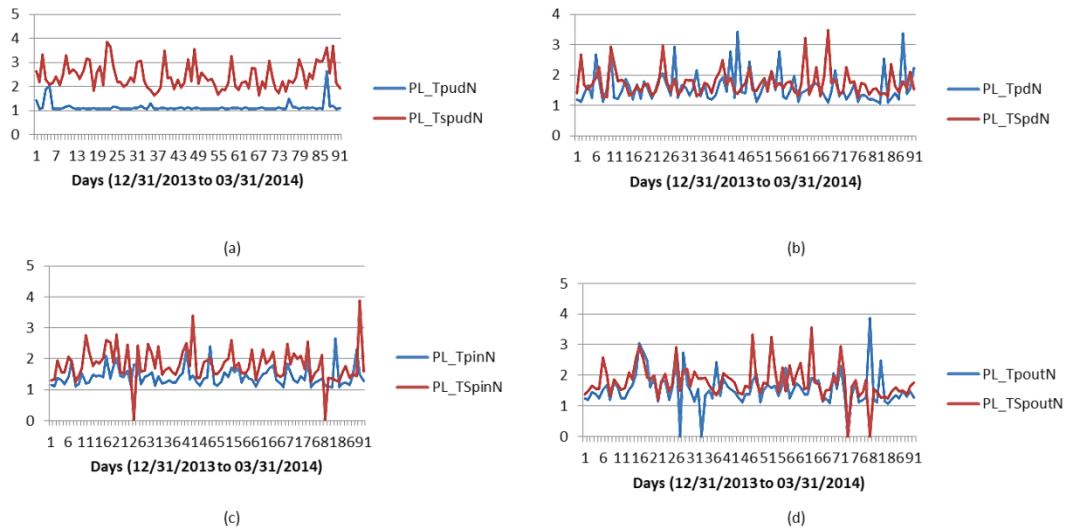 5
4
3
2
1
0
1 7 13 19 25 31 37 43 49 55 61 67 73 79 85 91
Days (12/31/2013 to 03/31/2014)
PL_TpudN
PL_TspudN
(a)
4
3
2
1
0
1 6 11 16 21 26 31 36 41 46 51 56 61 66 71 76 81 86 91
Days (12/31/2013 to 03/31/2014)
PL_TpdN
PL_TSpdN
(b)
5
4
3
2
1
0
1 6 11 16 21 26 31 36 41 46 51 56 61 66 71 76 81 86 91
Days (12/31/2013 to 03/31/2014)
PL_TpinN
PL_TSpinN
(c)
5
4
3
2
1
0
1 6 11 16 21 26 31 36 41 46 51 56 61 66 71 76 81 86 91
Days (12/31/2013 to 03/31/2014)
PL_TpoutN
PL_TSpoutN
(d)